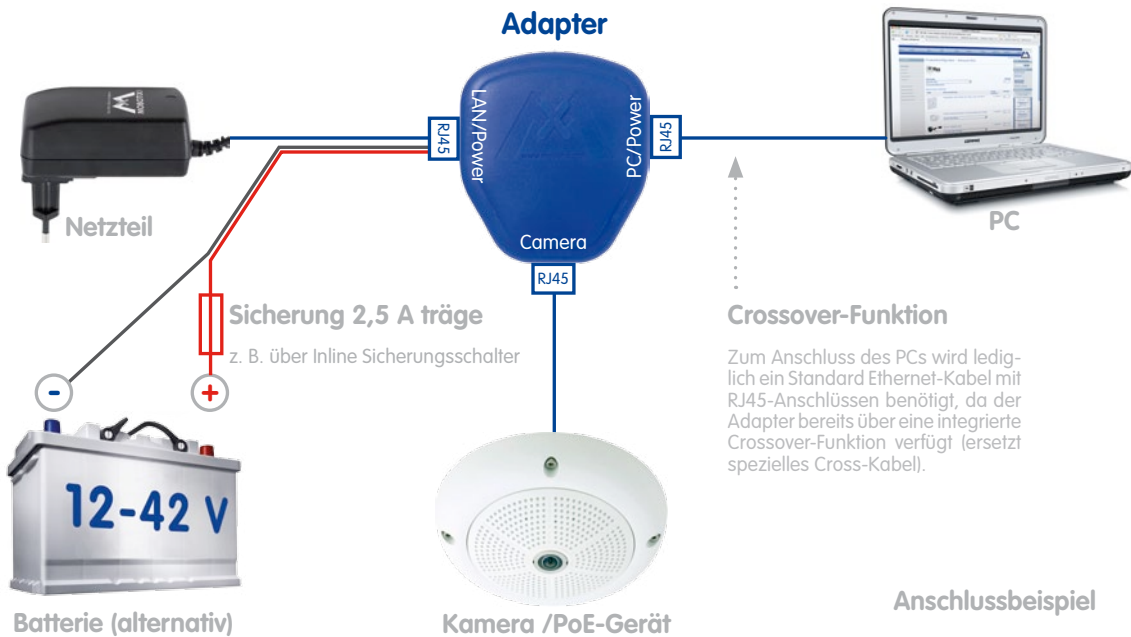 Adapter
LAN/Power
PC/Power
Camera
RJ45
RJ45
RJ45
Netzteil
PC
Sicherung 2,5 A träge
z. B. über Inline Sicherungsschalter
-
+
12-42 V
Batterie (alternativ)
Kamera /PoE-Gerät
Crossover-Funktion
Zum Anschluss des PCs wird ledig-
lich ein Standard Ethernet-Kabel mit
RJ45-Anschlüssen benötigt, da der
Adapter bereits über eine integrierte
Crossover-Funktion verfügt (ersetzt
spezielles Cross-Kabel).
Anschlussbeispiel